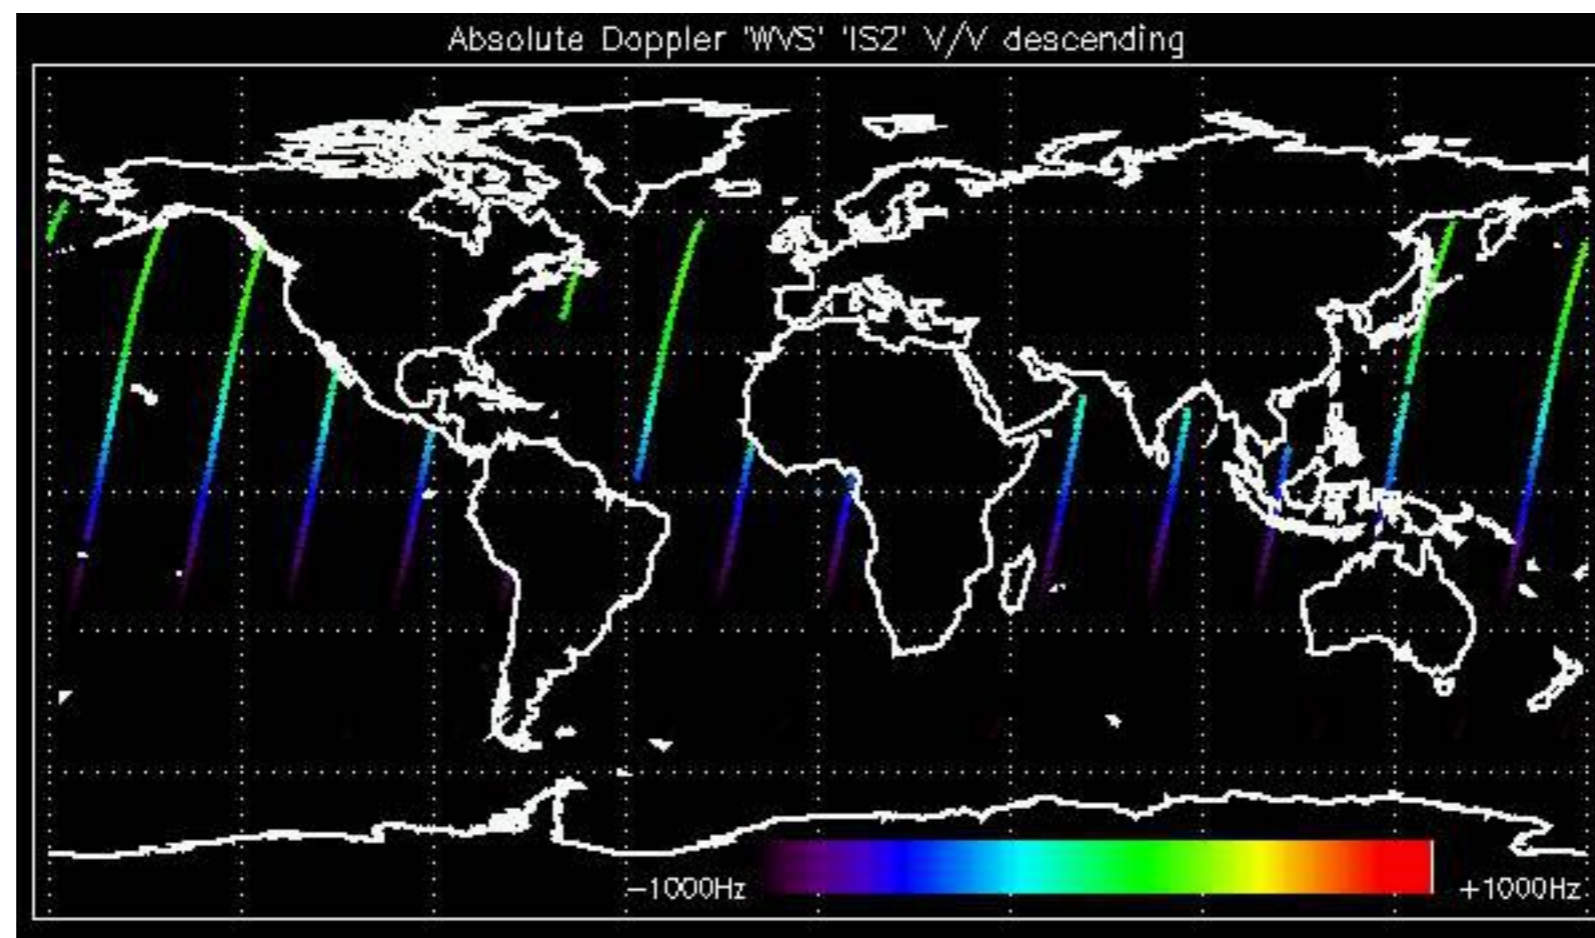 Absolute Doppler 'WVS' 'IS2' V/V descending
-1000Hz +1000Hz